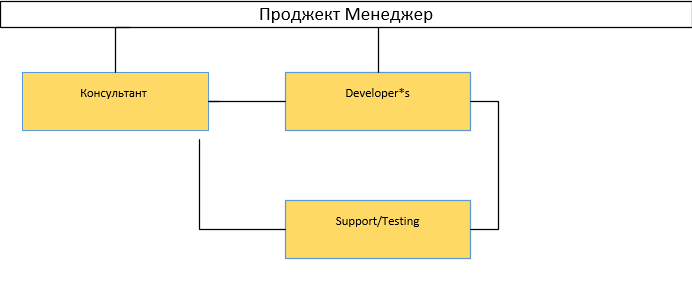 Проджект Менеджер
Консультант
Developer*s
Support/Testing